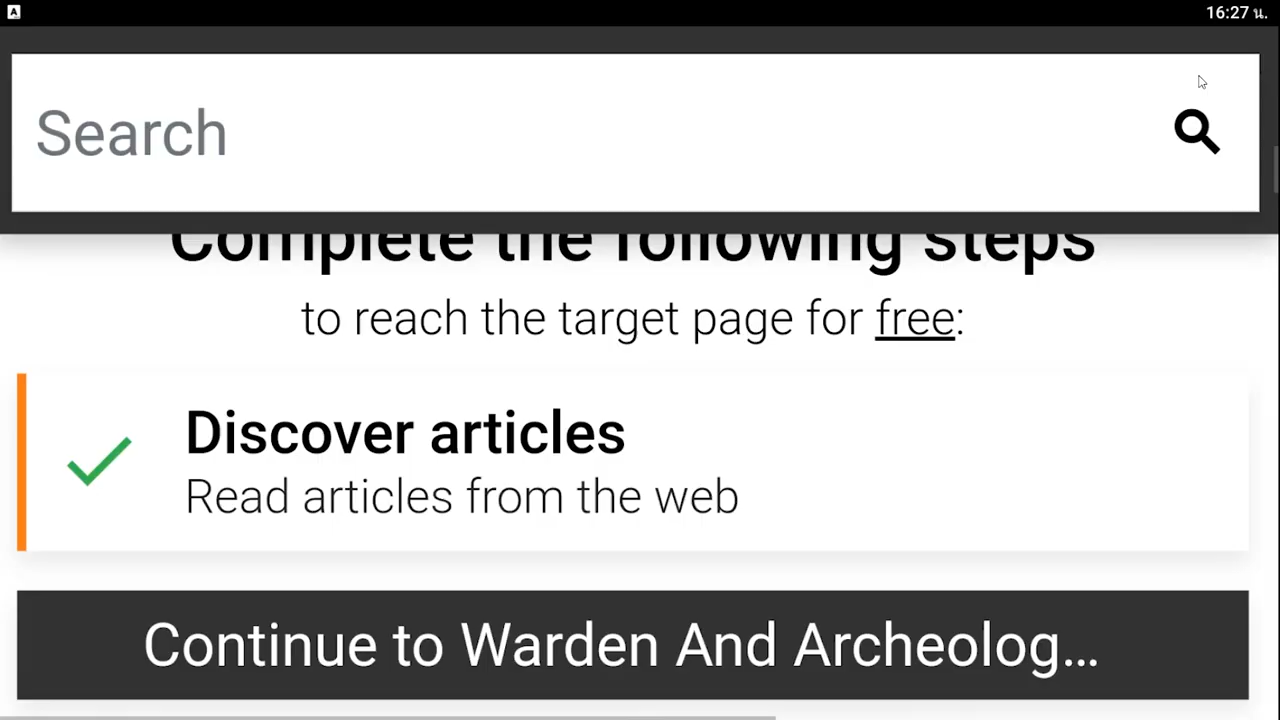 A
16:27 น.
Search
Complete the following steps
to reach the target page for free:
Discover articles
Read articles from the web
Continue to Warden And Archeolog…